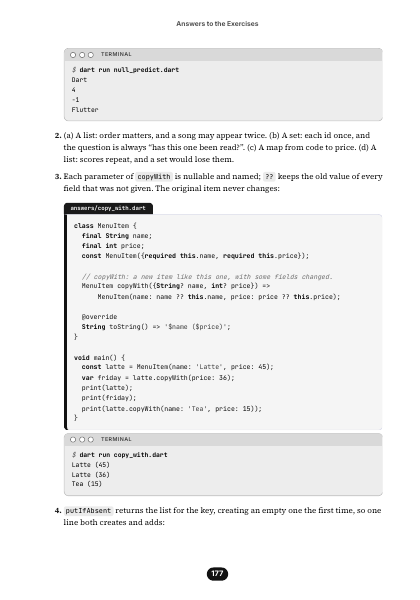 Answers to the Exercises
TERMINAL
$ dart run null_predict.dart
Dart
4
-1
Flutter
2. (a) A list: order matters, and a song may appear twice. (b) A set: each id once, and
the question is always “has this one been read?”. (c) A map from code to price. (d) A
list: scores repeat, and a set would lose them.
3. Each parameter of copyWith is nullable and named; ?? keeps the old value of every
field that was not given. The original item never changes:
answers/copy_with.dart
class MenuItem {
  final String name;
  final int price;
  const MenuItem({required this.name, required this.price});
  // copyWith: a new item like this one, with some fields changed.
  MenuItem copyWith({String? name, int? price}) =>
      MenuItem(name: name ?? this.name, price: price ?? this.price);
  @override
  String toString() => '$name ($price)';
}
void main() {
  const latte = MenuItem(name: 'Latte', price: 45);
  var friday = latte.copyWith(price: 36);
  print(latte);
  print(friday);
  print(latte.copyWith(name: 'Tea', price: 15));
}
TERMINAL
$ dart run copy_with.dart
Latte (45)
Latte (36)
Tea (15)
4. putIfAbsent returns the list for the key, creating an empty one the first time, so one
line both creates and adds:
177